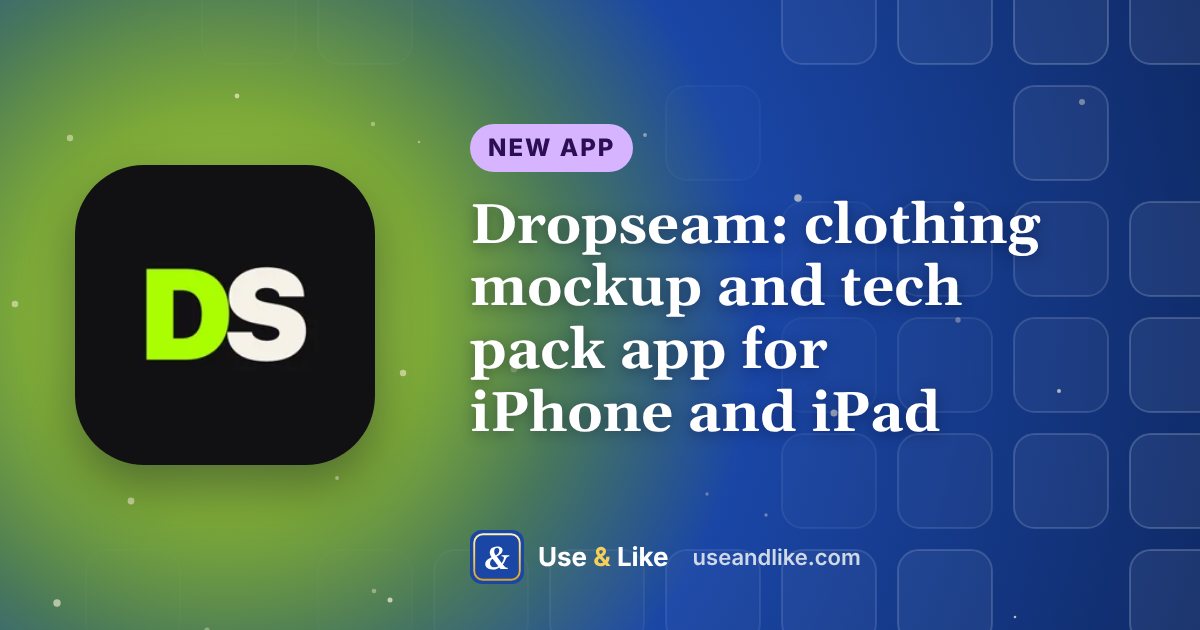 DS
NEW APP
Dropseam: clothing
mockup and tech
pack app for
iPhone and iPad
& Use & Like useandlike.com